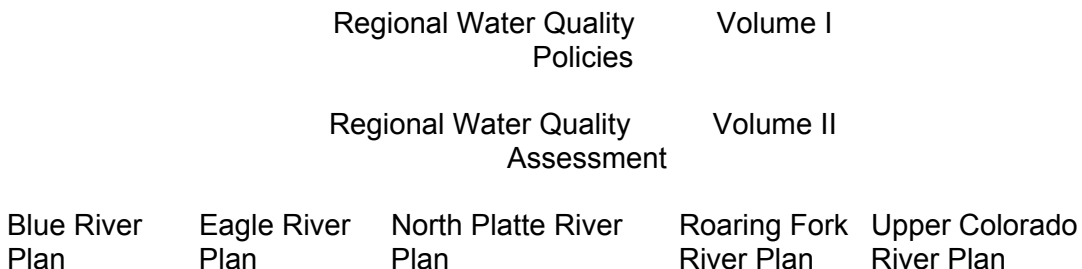 Regional Water Quality Volume I
Policies
Regional Water Quality Volume II
Assessment
Blue River Eagle River North Platte River Roaring Fork Upper Colorado
Plan Plan Plan River Plan River Plan